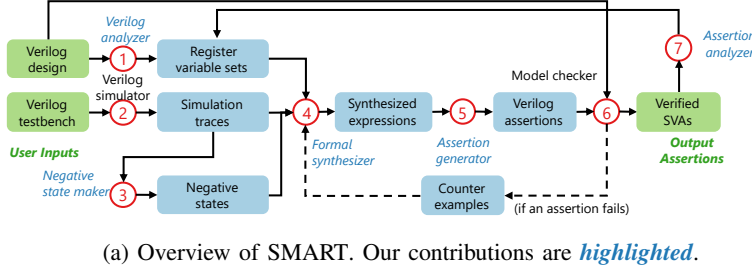 Verilog
analyzer
Assertion
analyzer
7
Verilog
design
1
Register
variable sets
Verilog
simulator
Model checker
Verilog
testbench
2
Simulation
traces
4
Synthesized
expressions
5
Verilog
assertions
6
Verified
SVAs
User Inputs
Formal
synthesizer
Assertion
generator
Output
Assertions
Negative
state maker
3
Negative
states
Counter
examples
(if an assertion fails)
(a) Overview of SMART. Our contributions are highlighted.